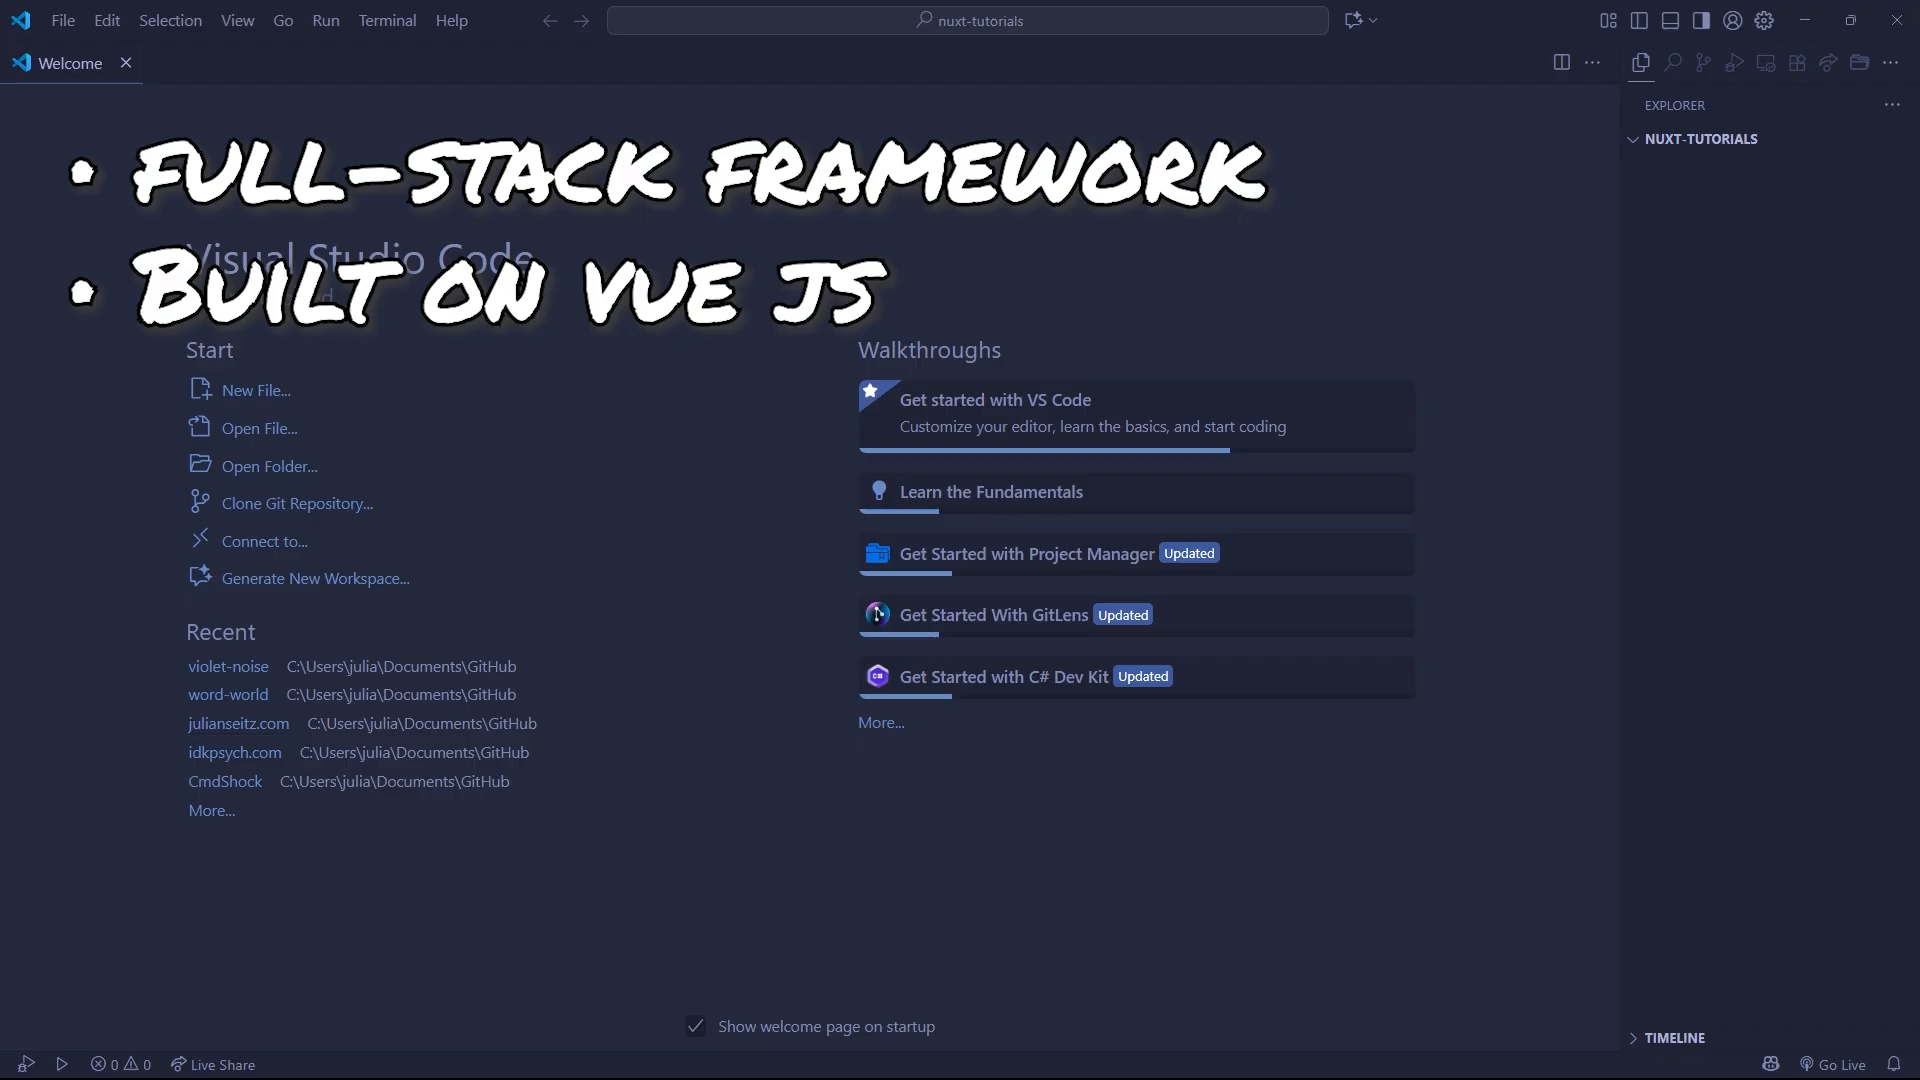 File Edit Selection View Go Run Terminal Help
nuxt-tutorials
Welcome
EXPLORER
NUXT-TUTORIALS
• FULL-STACK FRAMEWORK
Visual Studio Code
• BUILT ON VUE JS
Start
New File...
Open File...
Open Folder...
Clone Git Repository...
Connect to...
Generate New Workspace...
Recent
violet-noise C:\Users\julia\Documents\GitHub
word-world C:\Users\julia\Documents\GitHub
julianseitz.com C:\Users\julia\Documents\GitHub
idkpsych.com C:\Users\julia\Documents\GitHub
CmdShock C:\Users\julia\Documents\GitHub
More...
Walkthroughs
Get started with VS Code
Customize your editor, learn the basics, and start coding
Learn the Fundamentals
Get Started with Project Manager Updated
Get Started With GitLens Updated
Get Started with C# Dev Kit Updated
More...
Show welcome page on startup
TIMELINE
0 0 Live Share
Go Live